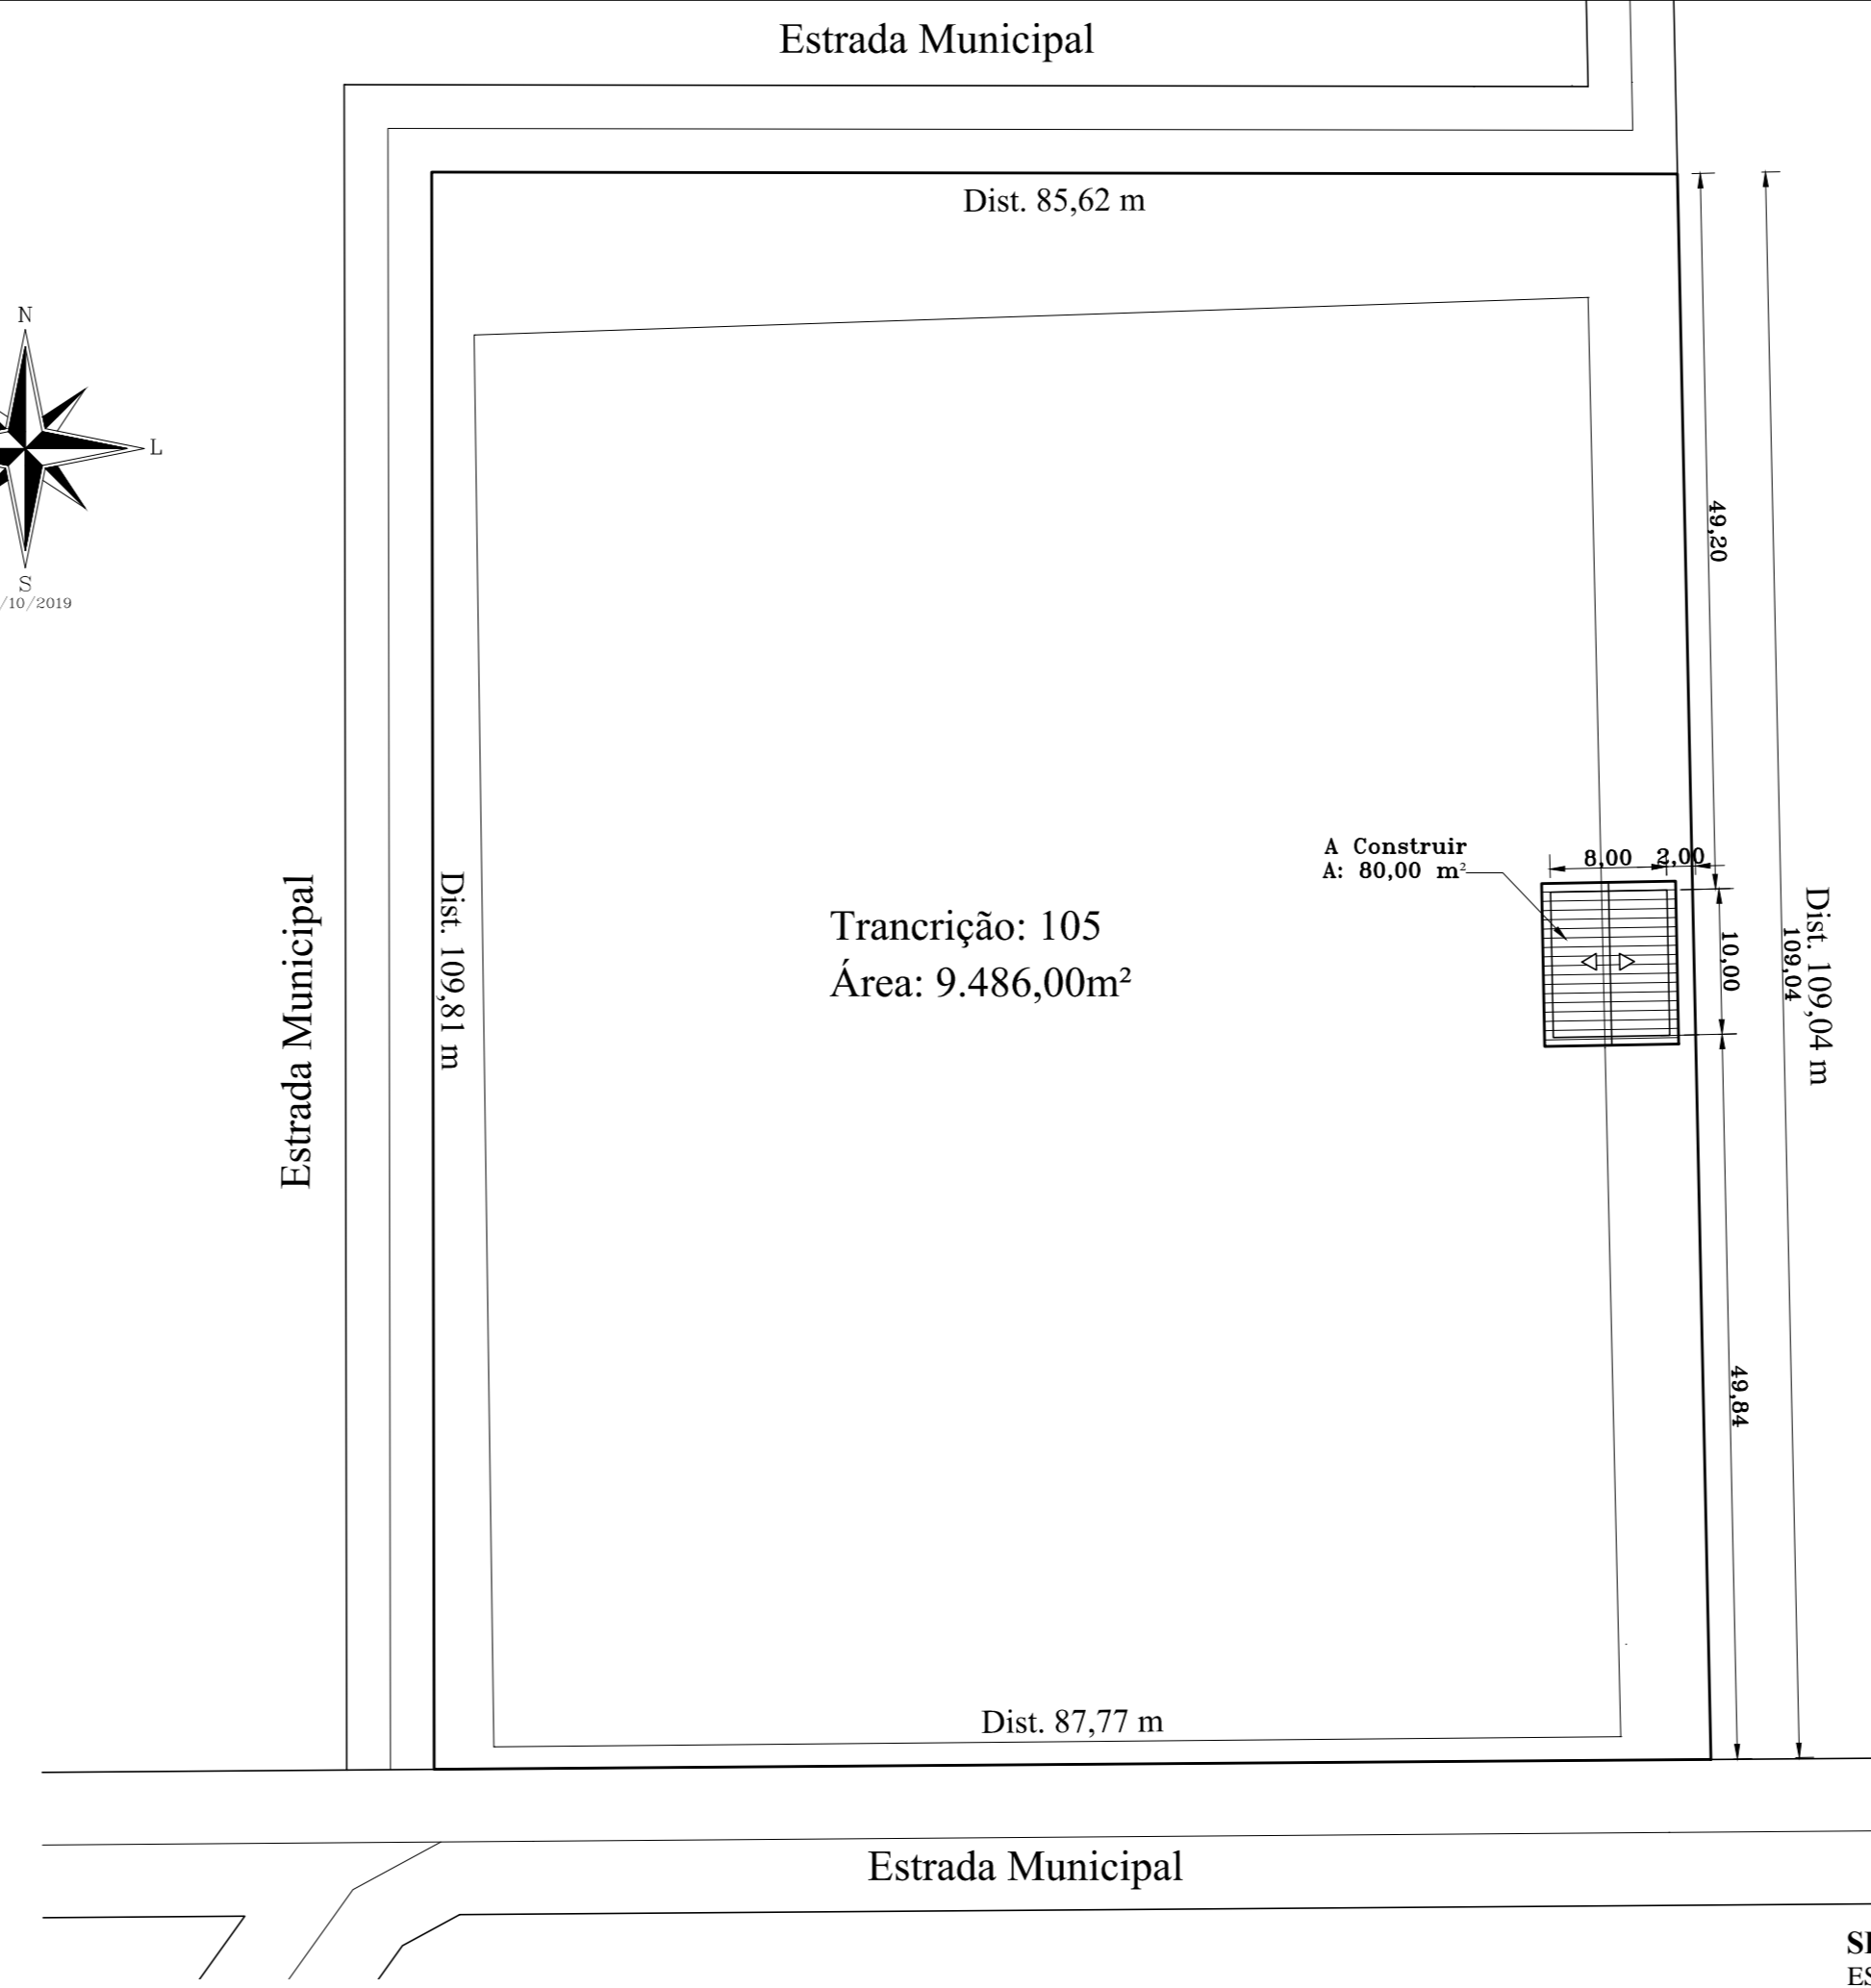 Estrada Municipal
Dist. 85,62 m
N
L
S
/10/2019
49,20
A Construir
A: 80,00 m²
8,00
2,00
Estrada Municipal
Dist. 109,81 m
Trancrição: 105
Área: 9.486,00m²
10,00
109,04
Dist. 109,04 m
49,84
Dist. 87,77 m
Estrada Municipal